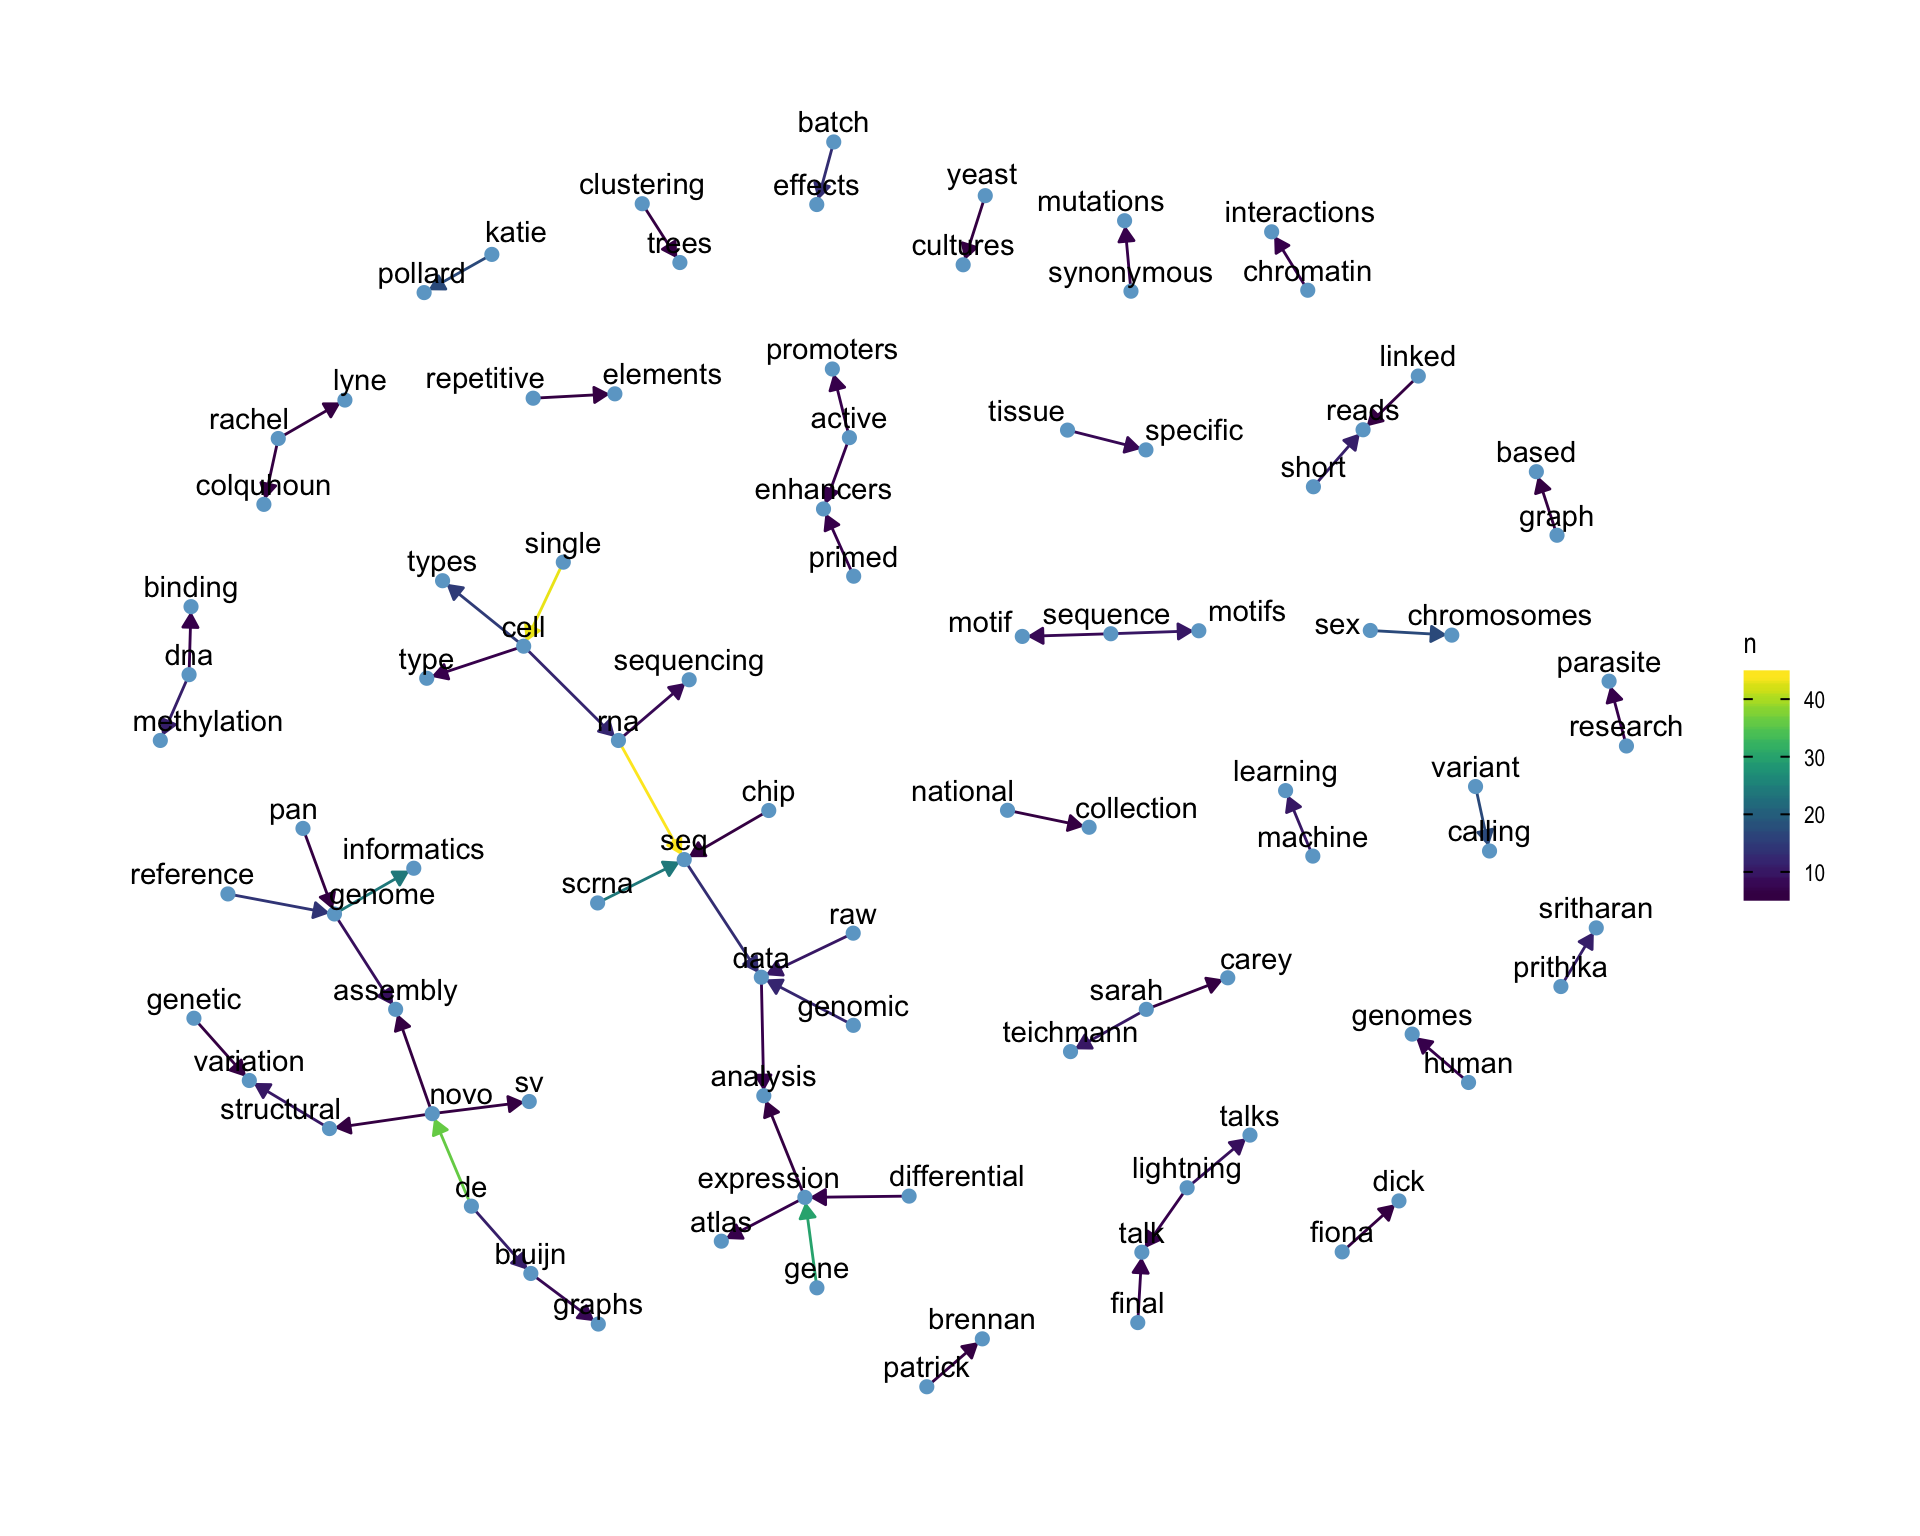 batch
clustering
effects
yeast
mutations
interactions
katie
trees
cultures
pollard
synonymous
chromatin
promoters
linked
lyne
repetitive
elements
rachel
active
tissue
reads
specific
based
colquhoun
enhancers
short
graph
single
types
primed
binding
cell
motif
sequence
motifs
sex
chromosomes
n
dna
type
sequencing
parasite
methylation
rna
research
40
30
20
10
pan
chip
national
collection
learning
variant
informatics
seq
machine
calling
reference
genome
scrna
raw
sritharan
data
carey
prithika
genetic
assembly
genomic
sarah
teichmann
genomes
variation
analysis
human
structural
novo
sv
talks
expression
differential
lightning
dick
de
atlas
talk
fiona
bruijn
gene
graphs
final
brennan
patrick